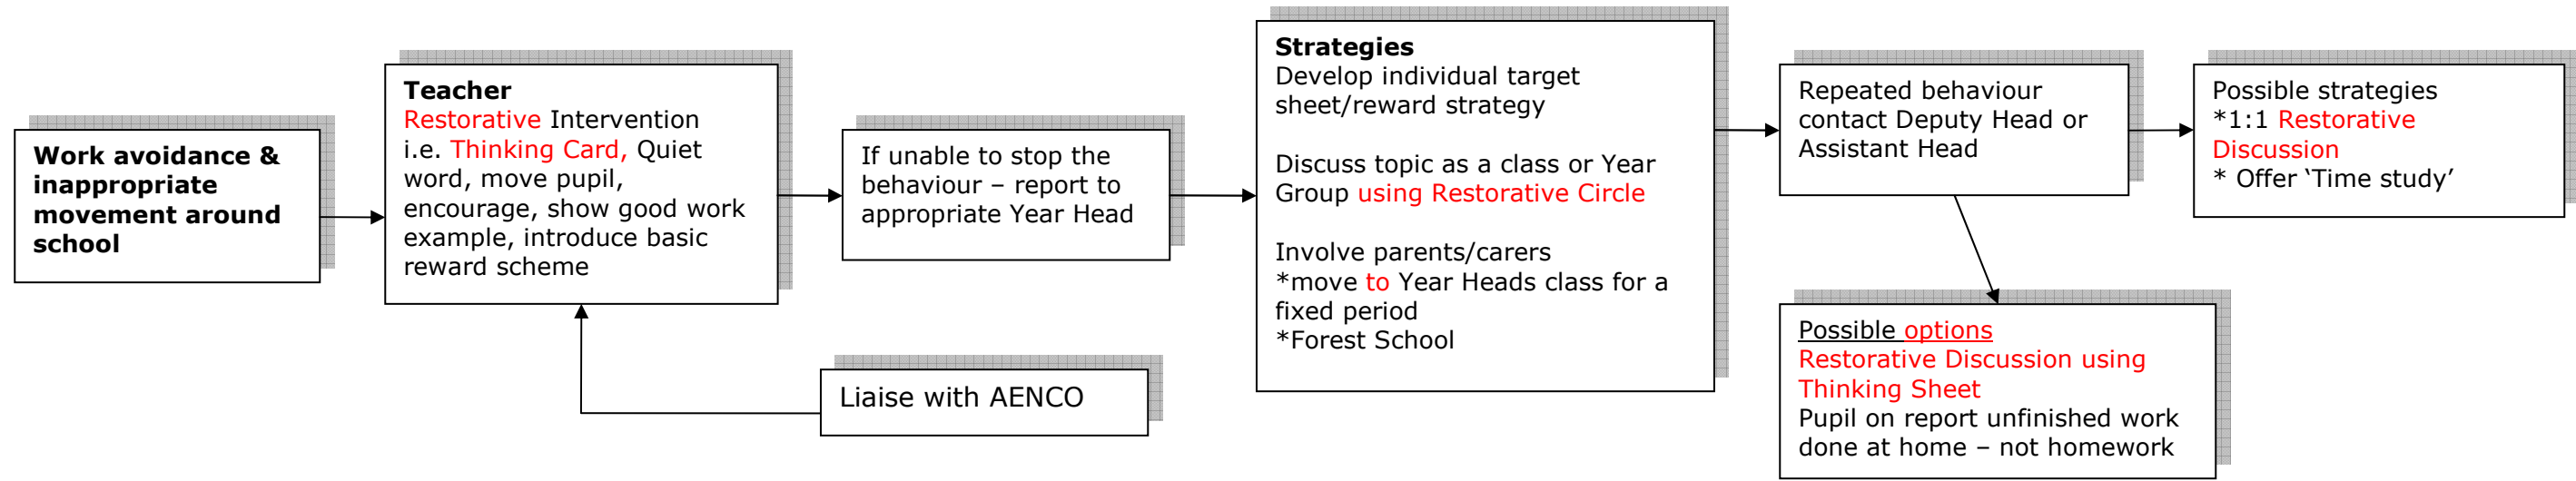 Work avoidance &
inappropriate
movement around
school
Teacher
Restorative Intervention
i.e. Thinking Card, Quiet
word, move pupil,
encourage, show good work
example, introduce basic
reward scheme
If unable to stop the
behaviour – report to
appropriate Year Head
Liaise with AENCO
Strategies
Develop individual target
sheet/reward strategy
Discuss topic as a class or Year
Group using Restorative Circle
Involve parents/carers
*move to Year Heads class for a
fixed period
*Forest School
Repeated behaviour
contact Deputy Head or
Assistant Head
Possible strategies
*1:1 Restorative
Discussion
* Offer ‘Time study’
Possible options
Restorative Discussion using
Thinking Sheet
Pupil on report unfinished work
done at home – not homework